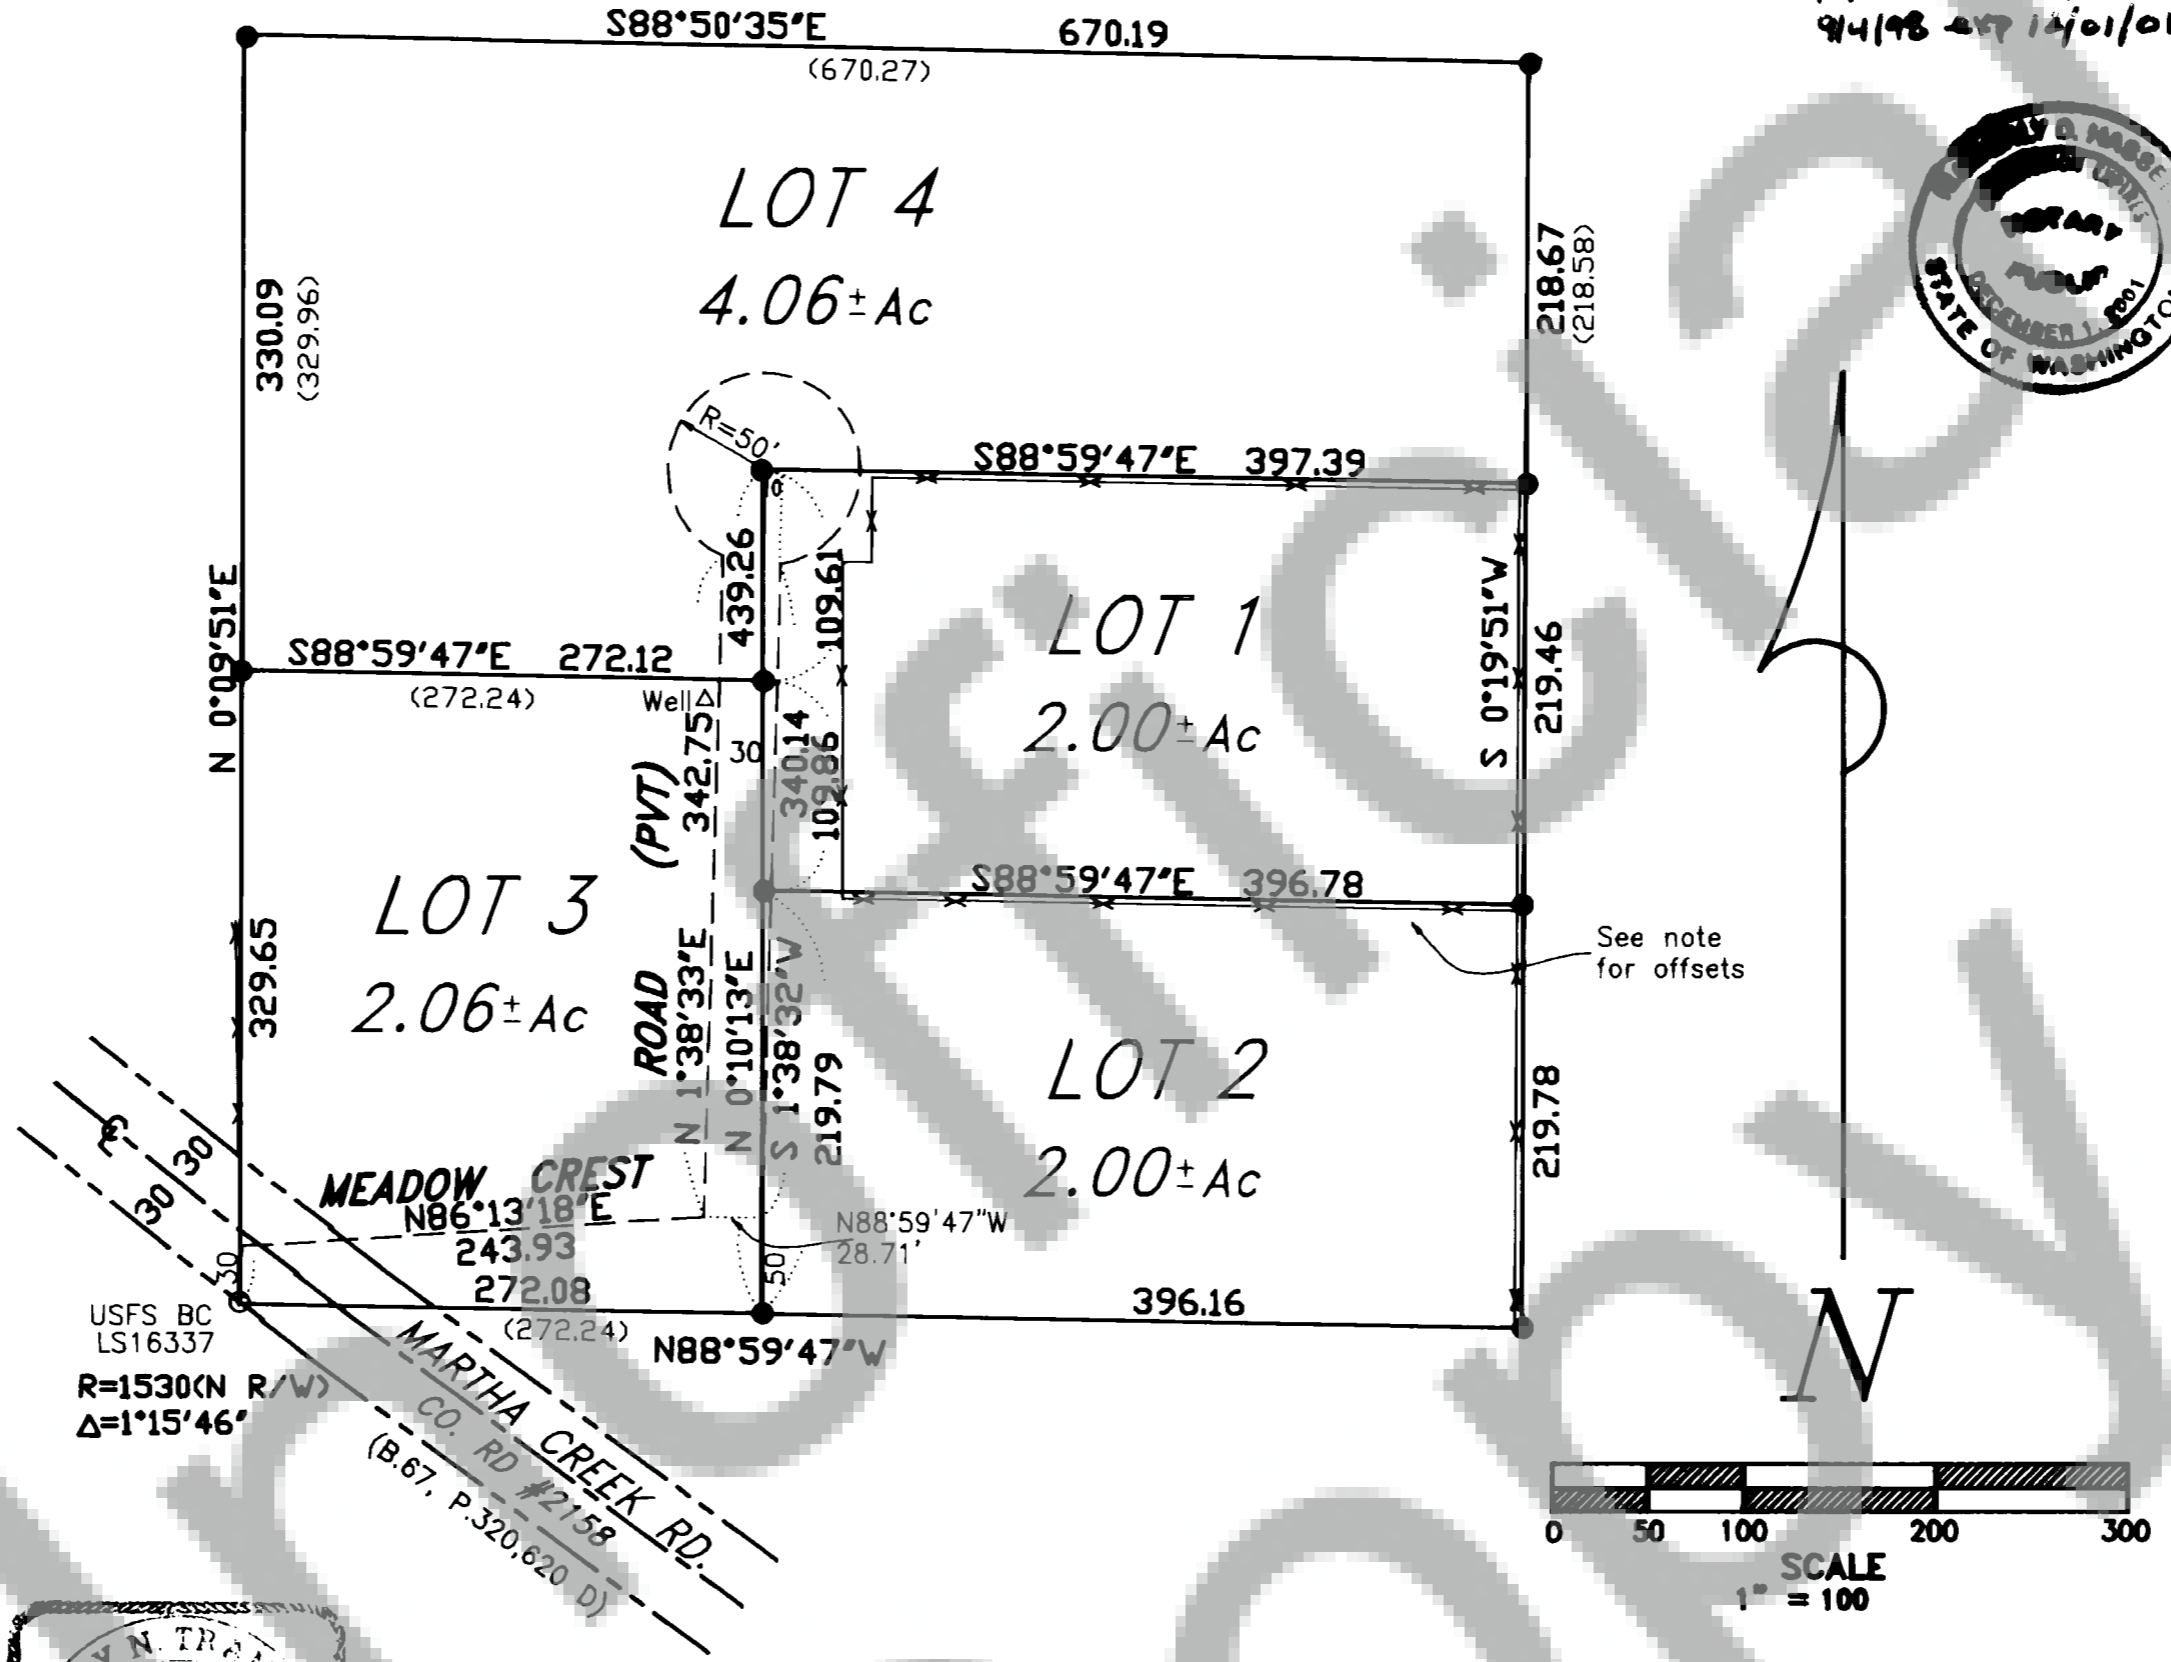 S88°50'35"E 670.19
(670.27)
LOT 4
4.06± Ac
330.09
(329.96)
218.67
(218.58)
R=50'
S88°59'47"E 397.39
439.26
109.61
N 0°09'51"E
S88°59'47"E 272.12
(272.24)
Well
LOT 1
2.00± Ac
S 0°19'51"W
219.46
30
342.75
340.14
109.86
(PVT)
S88°59'47"E 396.78
See note
for offsets
LOT 3
2.06± Ac
329.65
ROAD
N 1°38'33"E
N 0°10'13"E
S 1°38'32"W
219.79
LOT 2
2.00± Ac
219.78
30
30
MEADOW CREST
N86°13'18"E
243.93
N88°59'47"W
28.71'
30
50
272.08
(272.24)
396.16
N88°59'47"W
USFS BC
LS16337
R=1530(N R/W)
Δ=1°15'46"
MARTHA CREEK RD.
CO. RD #2158
(B.67, P.320,620 D)
N
0 50 100 200 300
SCALE
1" = 100
NOTARY
STATE OF WASHINGTON
DECEMBER 1, 2001